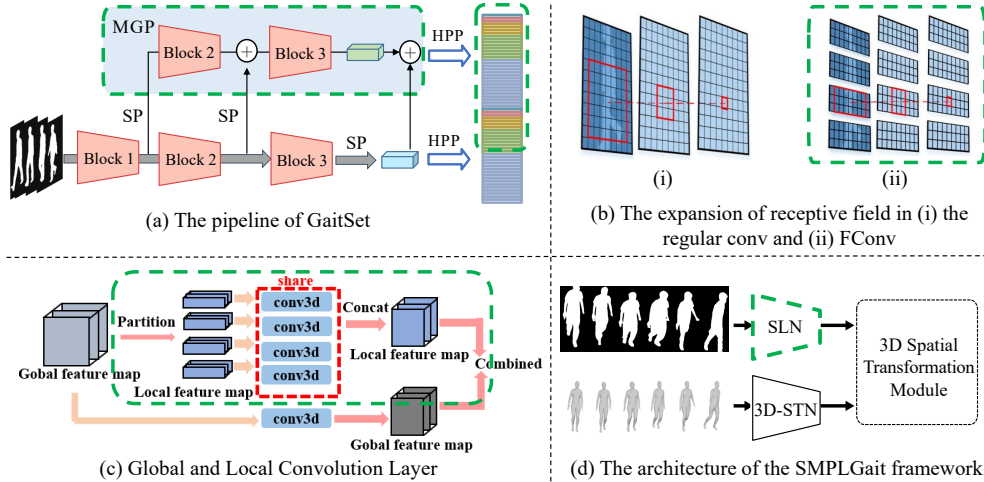 MGP
Block 2
+
Block 3
+
HPP
SP
SP
Block 1
Block 2
Block 3
SP
HPP
(a) The pipeline of GaitSet
(i)
(ii)
(b) The expansion of receptive field in (i) the
regular conv and (ii) FConv
share
Partition
conv3d
conv3d
conv3d
conv3d
Concat
Gobal feature map
Local feature map
Local feature map
Combined
conv3d
Gobal feature map
(c) Global and Local Convolution Layer
SLN
3D-STN
3D Spatial
Transformation
Module
(d) The architecture of the SMPLGait framework